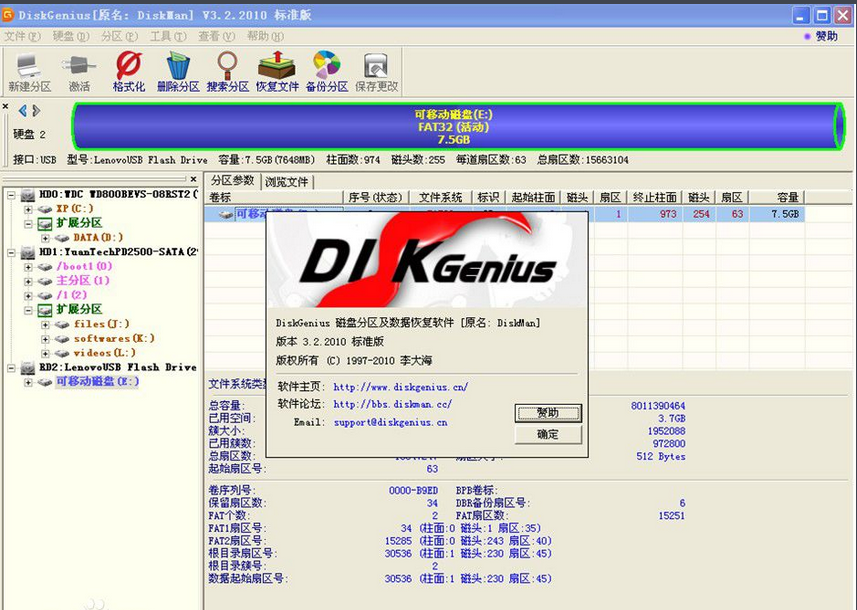 DiskGenius[原名: DiskMan] V3.2.2010 标准版
文件(F) 硬盘(D) 分区(P) 工具(T) 查看(V) 帮助(H) 赞助
新建分区 激活 格式化 删除分区 搜索分区 恢复文件 备份分区 保存更改
硬盘 2
可移动磁盘(E:)
FAT32 (活动)
7.5GB
接口:USB 型号:LenovoUSB Flash Drive 容量:7.5GB(7648MB) 柱面数:974 磁头数:255 每道扇区数:63 总扇区数:15663104
HD0:WDC WD800BEVS-08RST2(
XP(C:)
扩展分区
DATA(D:)
HD1:YuanTechPD2500-SATA(2
/boot1(0)
主分区(1)
/1(2)
扩展分区
files(J:)
softwares(K:)
videos(L:)
RD2:LenovoUSB Flash Drive
可移动磁盘(E:)
分区参数 浏览文件
卷标 序号(状态) 文件系统 标识 起始柱面 磁头 扇区 终止柱面 磁头 扇区 容量
可移动 1 973 254 63 7.5GB
DISKGENIUS
DiskGenius 磁盘分区及数据恢复软件 [原名: DiskMan]
版本 3.2.2010 标准版
版权所有 (C) 1997-2010 李大海
软件主页: http://www.diskgenius.cn/
软件论坛: http://bbs.diskman.cc/
Email: support@diskgenius.cn
赞助
确定
文件系统类
总容量: 8011390464
已用空间: 3.7GB
簇大小: 1952088
已用簇数: 972800
总扇区数: 512 Bytes
起始扇区号: 63
卷序列号: 0000-B9ED BPB卷标:
保留扇区数: 34 DBR备份扇区号: 6
FAT个数: 2 FAT扇区数: 15251
FAT1扇区号: 34 (柱面:0 磁头:1 扇区:35)
FAT2扇区号: 15285 (柱面:0 磁头:243 扇区:40)
根目录扇区号: 30536 (柱面:1 磁头:230 扇区:45)
根目录簇号: 2
数据起始扇区号: 30536 (柱面:1 磁头:230 扇区:45)